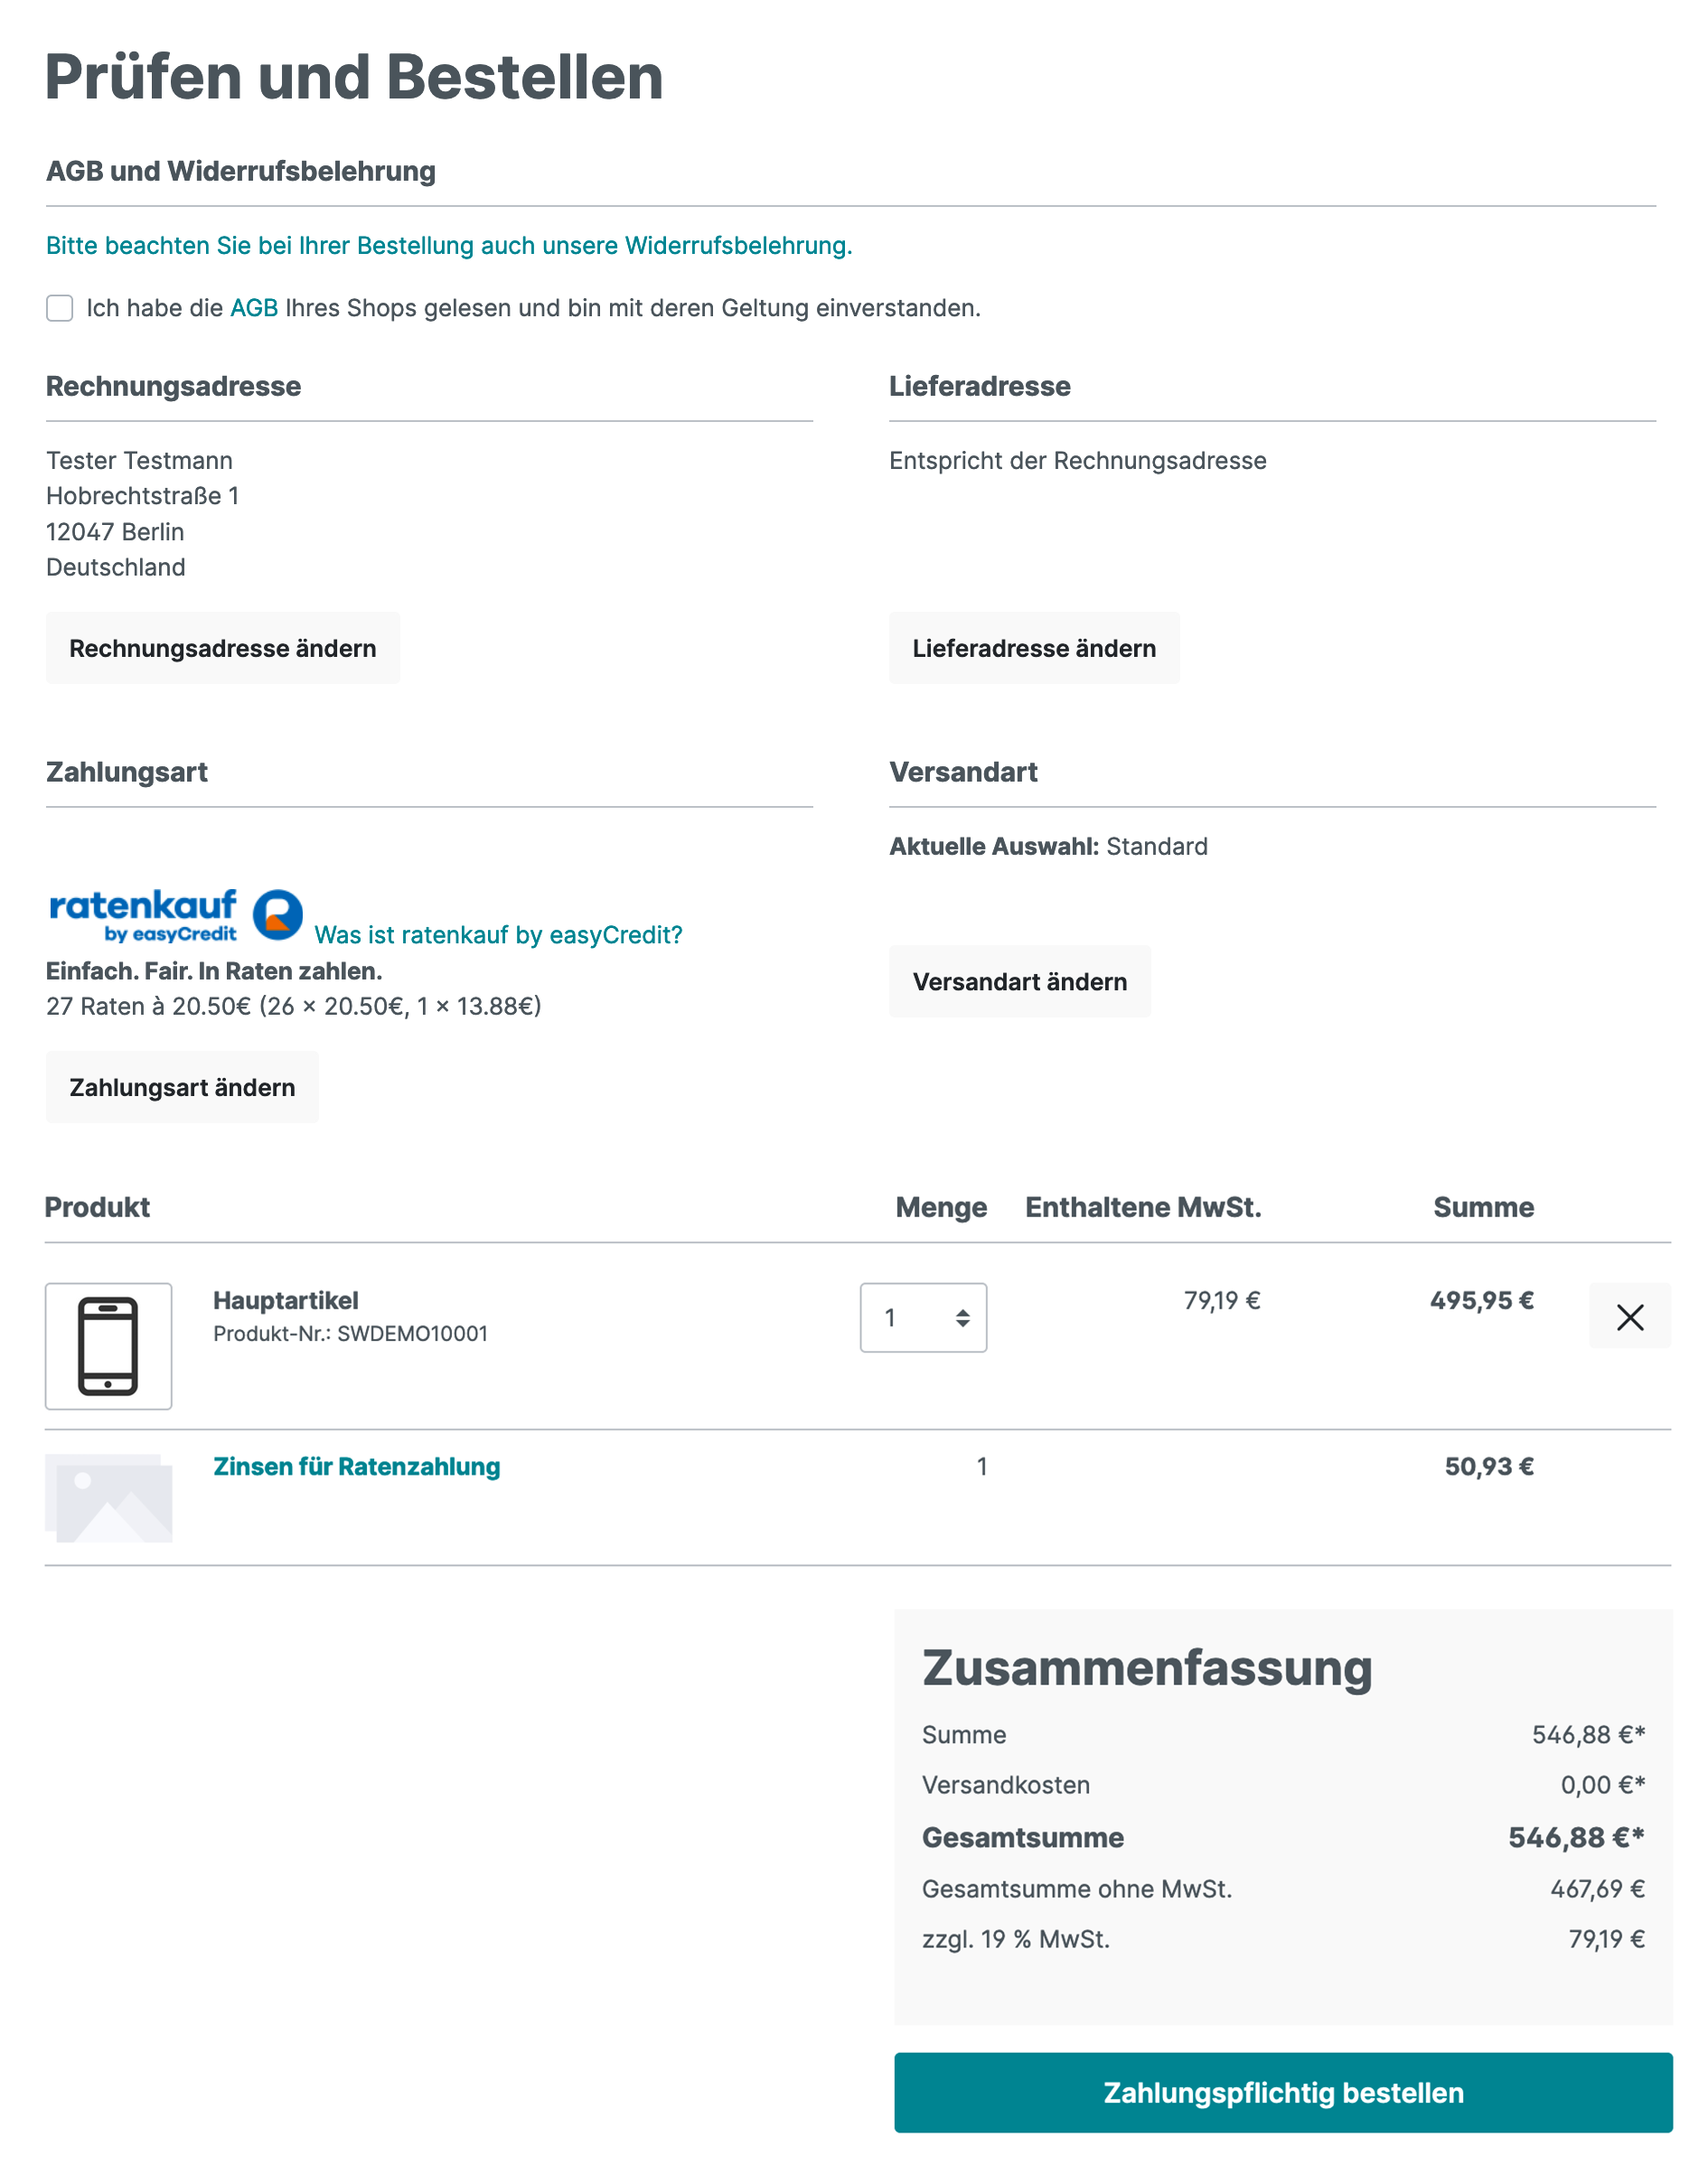 Prüfen und Bestellen
AGB und Widerrufsbelehrung
Bitte beachten Sie bei Ihrer Bestellung auch unsere Widerrufsbelehrung.
Ich habe die AGB Ihres Shops gelesen und bin mit deren Geltung einverstanden.
Rechnungsadresse
Tester Testmann
Hobrechtstraße 1
12047 Berlin
Deutschland
Rechnungsadresse ändern
Lieferadresse
Entspricht der Rechnungsadresse
Lieferadresse ändern
Zahlungsart
ratenkauf
by easyCredit
Was ist ratenkauf by easyCredit?
Einfach. Fair. In Raten zahlen.
27 Raten à 20.50€ (26 × 20.50€, 1 × 13.88€)
Zahlungsart ändern
Versandart
Aktuelle Auswahl: Standard
Versandart ändern
Produkt Menge Enthaltene MwSt. Summe
Hauptartikel 1 79,19 € 495,95 €
Produkt-Nr.: SWDEMO10001
Zinsen für Ratenzahlung 1 50,93 €
Zusammenfassung
Summe 546,88 €*
Versandkosten 0,00 €*
Gesamtsumme 546,88 €*
Gesamtsumme ohne MwSt. 467,69 €
zzgl. 19 % MwSt. 79,19 €
Zahlungspflichtig bestellen